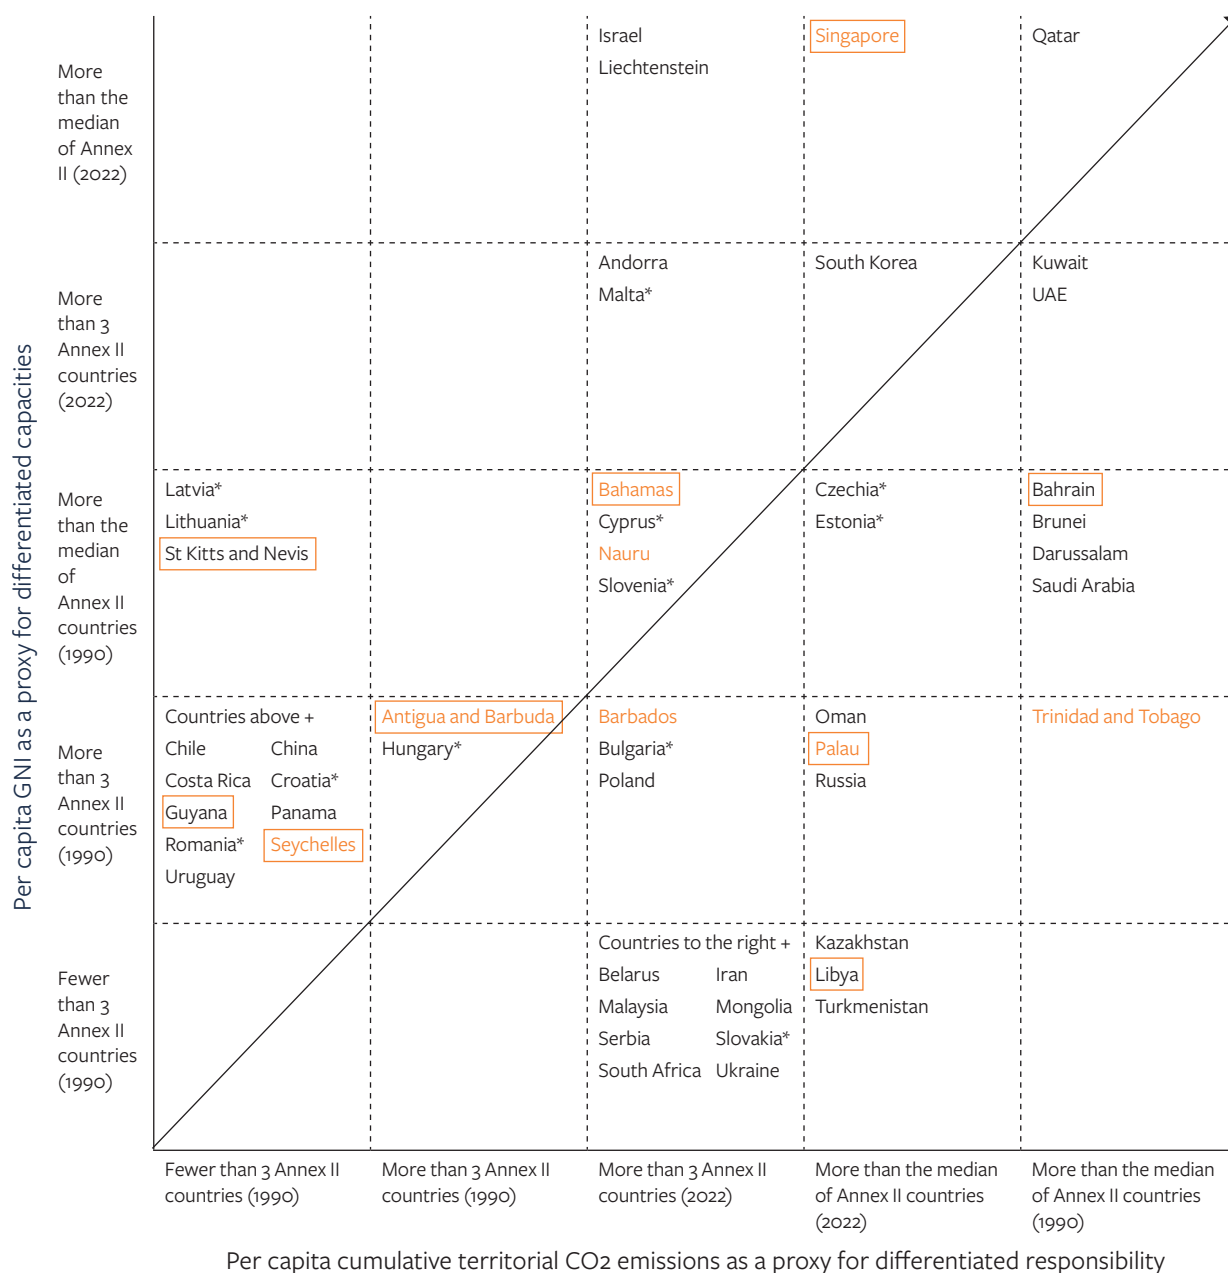 Per capita GNI as a proxy for differentiated capacities
More
than the
median
of Annex
II (2022)
Israel
Liechtenstein
Singapore
Qatar
More
than 3
Annex II
countries
(2022)
Andorra
Malta*
South Korea
Kuwait
UAE
More
than the
median
of
Annex II
countries
(1990)
Latvia*
Lithuania*
St Kitts and Nevis
Bahamas
Cyprus*
Nauru
Slovenia*
Czechia*
Estonia*
Bahrain
Brunei
Darussalam
Saudi Arabia
More
than 3
Annex II
countries
(1990)
Countries above +
Chile China
Costa Rica Croatia*
Guyana Panama
Romania* Seychelles
Uruguay
Antigua and Barbuda
Hungary*
Barbados
Bulgaria*
Poland
Oman
Palau
Russia
Trinidad and Tobago
Fewer
than 3
Annex II
countries
(1990)
Countries to the right +
Belarus Iran
Malaysia Mongolia
Serbia Slovakia*
South Africa Ukraine
Kazakhstan
Libya
Turkmenistan
Fewer than 3 Annex II
countries (1990)
More than 3 Annex II
countries (1990)
More than 3 Annex II
countries (2022)
More than the median
of Annex II countries
(2022)
More than the median
of Annex II countries
(1990)
Per capita cumulative territorial CO2 emissions as a proxy for differentiated responsibility